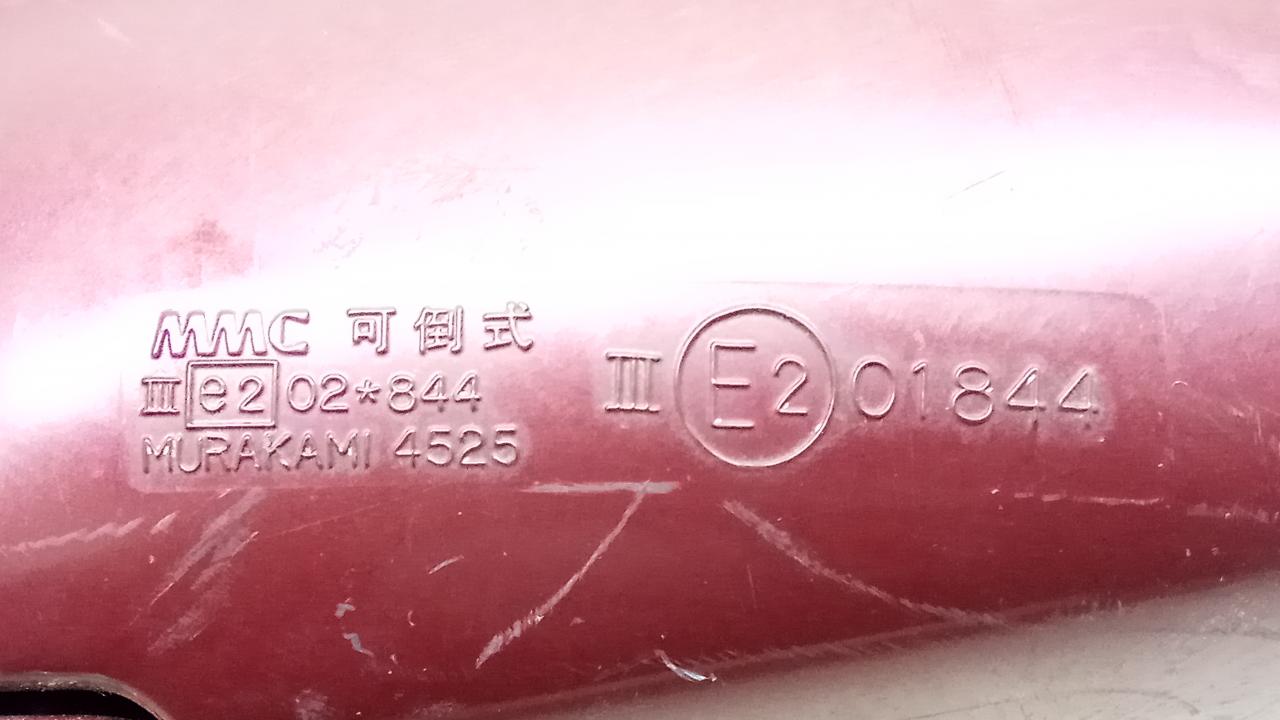 MMC 可倒式
III e2 02*844
MURAKAMI 4525
III E2 01844